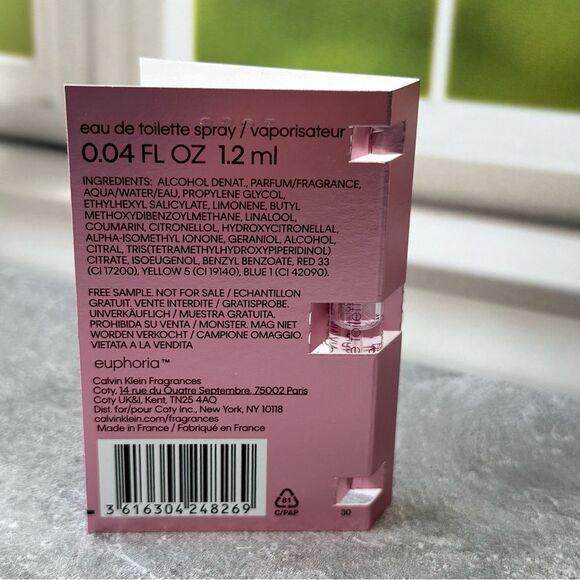 eau de toilette spray / vaporisateur
0.04 FL OZ 1.2 ml
INGREDIENTS: ALCOHOL DENAT., PARFUM/FRAGRANCE,
AQUA/WATER/EAU, PROPYLENE GLYCOL,
ETHYLHEXYL SALICYLATE, LIMONENE, BUTYL
METHOXYDIBENZOYLMETHANE, LINALOOL,
COUMARIN, CITRONELLOL, HYDROXYCITRONELLAL,
ALPHA-ISOMETHYL IONONE, GERANIOL, ALCOHOL,
CITRAL, TRIS(TETRAMETHYLHYDROXYPIPERIDINOL)
CITRATE, ISOEUGENOL, BENZYL BENZOATE, RED 33
(CI 17200), YELLOW 5 (CI 19140), BLUE 1 (CI 42090).
FREE SAMPLE. NOT FOR SALE / ECHANTILLON
GRATUIT. VENTE INTERDITE / GRATISPROBE.
UNVERKÄUFLICH / MUESTRA GRATUITA.
PROHIBIDA SU VENTA / MONSTER. MAG NIET
WORDEN VERKOCHT / CAMPIONE OMAGGIO.
VIETATA A LA VENDITA
euphoria™
Calvin Klein Fragrances
Coty, 14 rue du Quatre Septembre, 75002 Paris
Coty UK&I, Kent, TN25 4AQ
Dist. for/pour Coty Inc., New York, NY 10118
calvinklein.com/fragrances
Made in France / Fabriqué en France
3 616304 248269
81
C/PAP
30